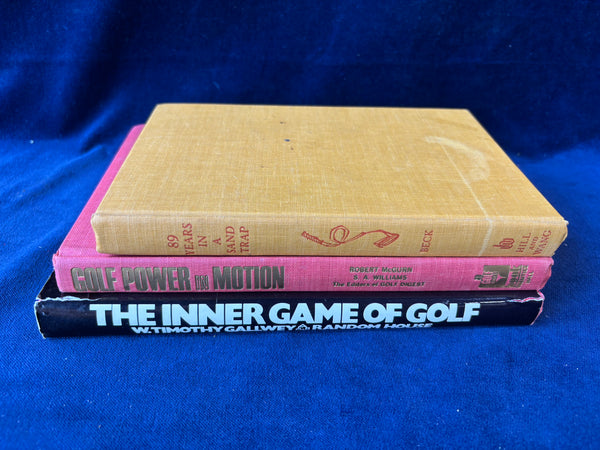 89
YEARS
IN
A
SAND
TRAP
BECK
HILL
and
WANG
GOLF POWER IN MOTION
ROBERT McGURN
S. A. WILLIAMS
The Editors of GOLF DIGEST
THE INNER GAME OF GOLF
W. TIMOTHY GALLWEY RANDOM HOUSE